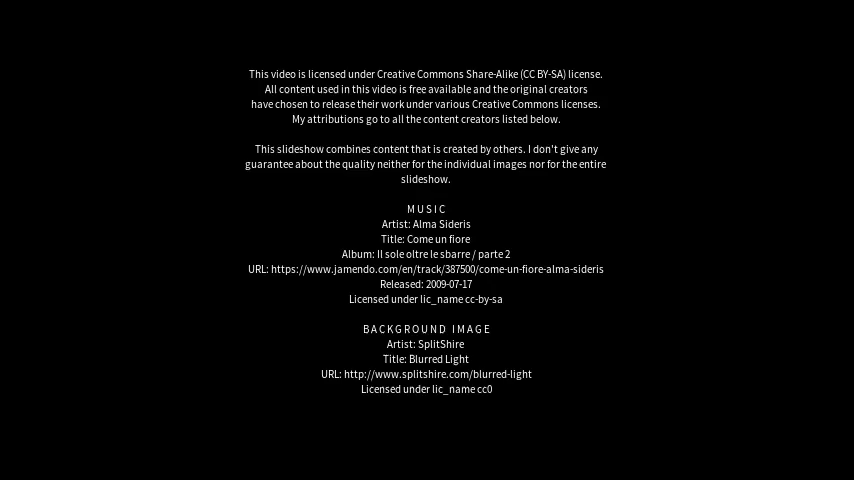 This video is licensed under Creative Commons Share-Alike (CC BY-SA) license.
All content used in this video is free available and the original creators
have chosen to release their work under various Creative Commons licenses.
My attributions go to all the content creators listed below.
This slideshow combines content that is created by others. I don't give any
guarantee about the quality neither for the individual images nor for the entire
slideshow.
MUSIC
Artist: Alma Sideris
Title: Come un fiore
Album: Il sole oltre le sbarre / parte 2
URL: https://www.jamendo.com/en/track/387500/come-un-fiore-alma-sideris
Released: 2009-07-17
Licensed under lic_name cc-by-sa
BACKGROUND IMAGE
Artist: SplitShire
Title: Blurred Light
URL: http://www.splitshire.com/blurred-light
Licensed under lic_name cc0